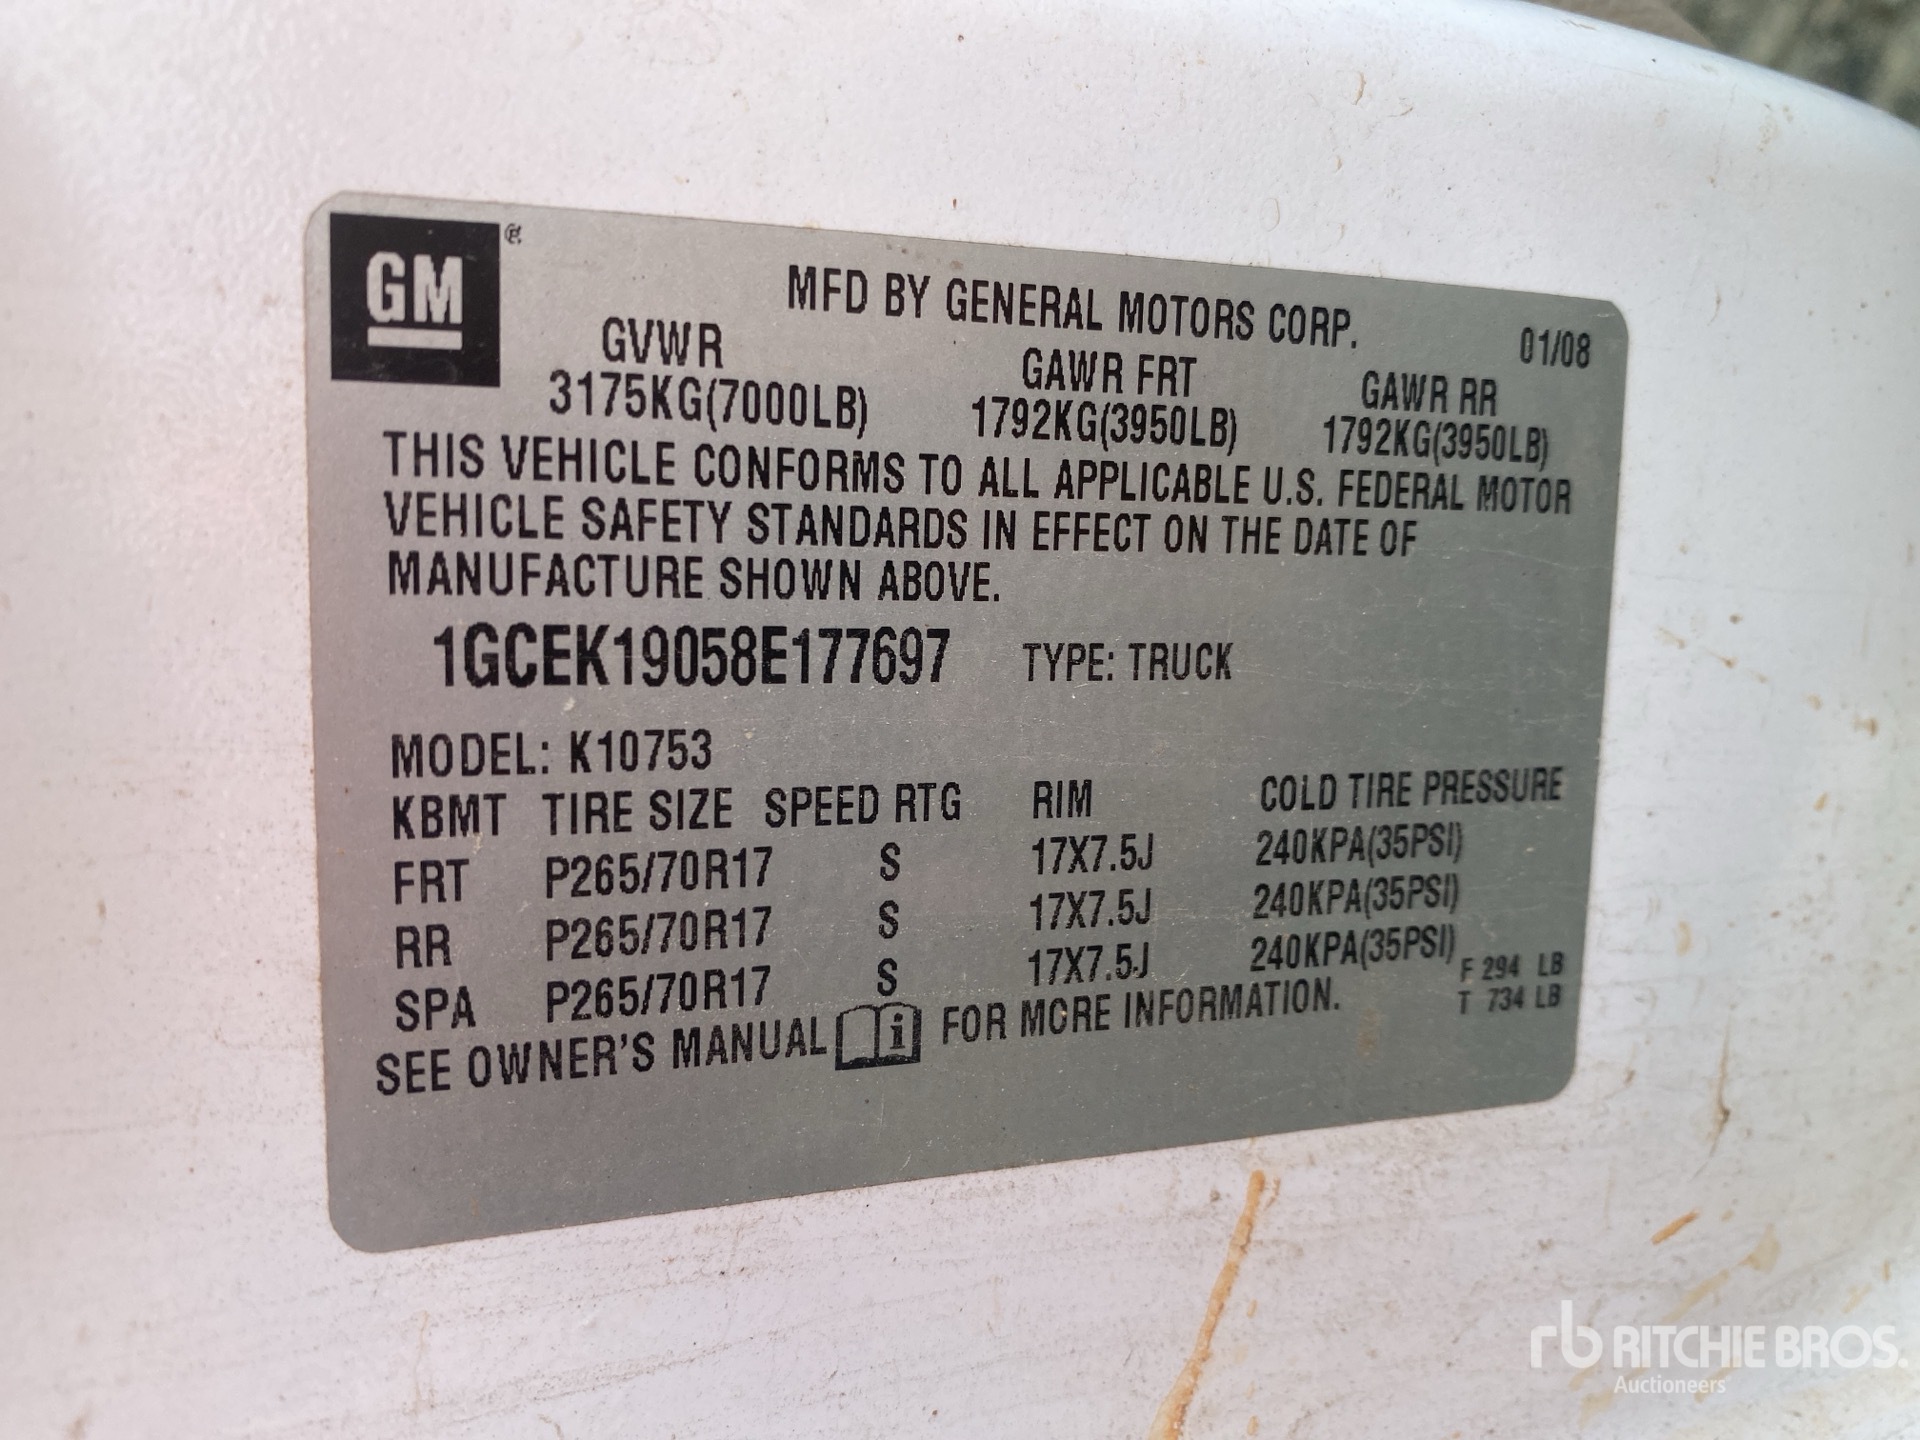 GM
MFD BY GENERAL MOTORS CORP.
01/08
GVWR GAWR FRT GAWR RR
3175KG(7000LB) 1792KG(3950LB) 1792KG(3950LB)
THIS VEHICLE CONFORMS TO ALL APPLICABLE U.S. FEDERAL MOTOR
VEHICLE SAFETY STANDARDS IN EFFECT ON THE DATE OF
MANUFACTURE SHOWN ABOVE.
1GCEK19058E177697 TYPE: TRUCK
MODEL: K10753
KBMT TIRE SIZE SPEED RTG RIM COLD TIRE PRESSURE
FRT P265/70R17 S 17X7.5J 240KPA(35PSI)
RR P265/70R17 S 17X7.5J 240KPA(35PSI)
SPA P265/70R17 S 17X7.5J 240KPA(35PSI)
F 294 LB
T 734 LB
SEE OWNER'S MANUAL i FOR MORE INFORMATION.
rb RITCHIE BROS.
Auctioneers